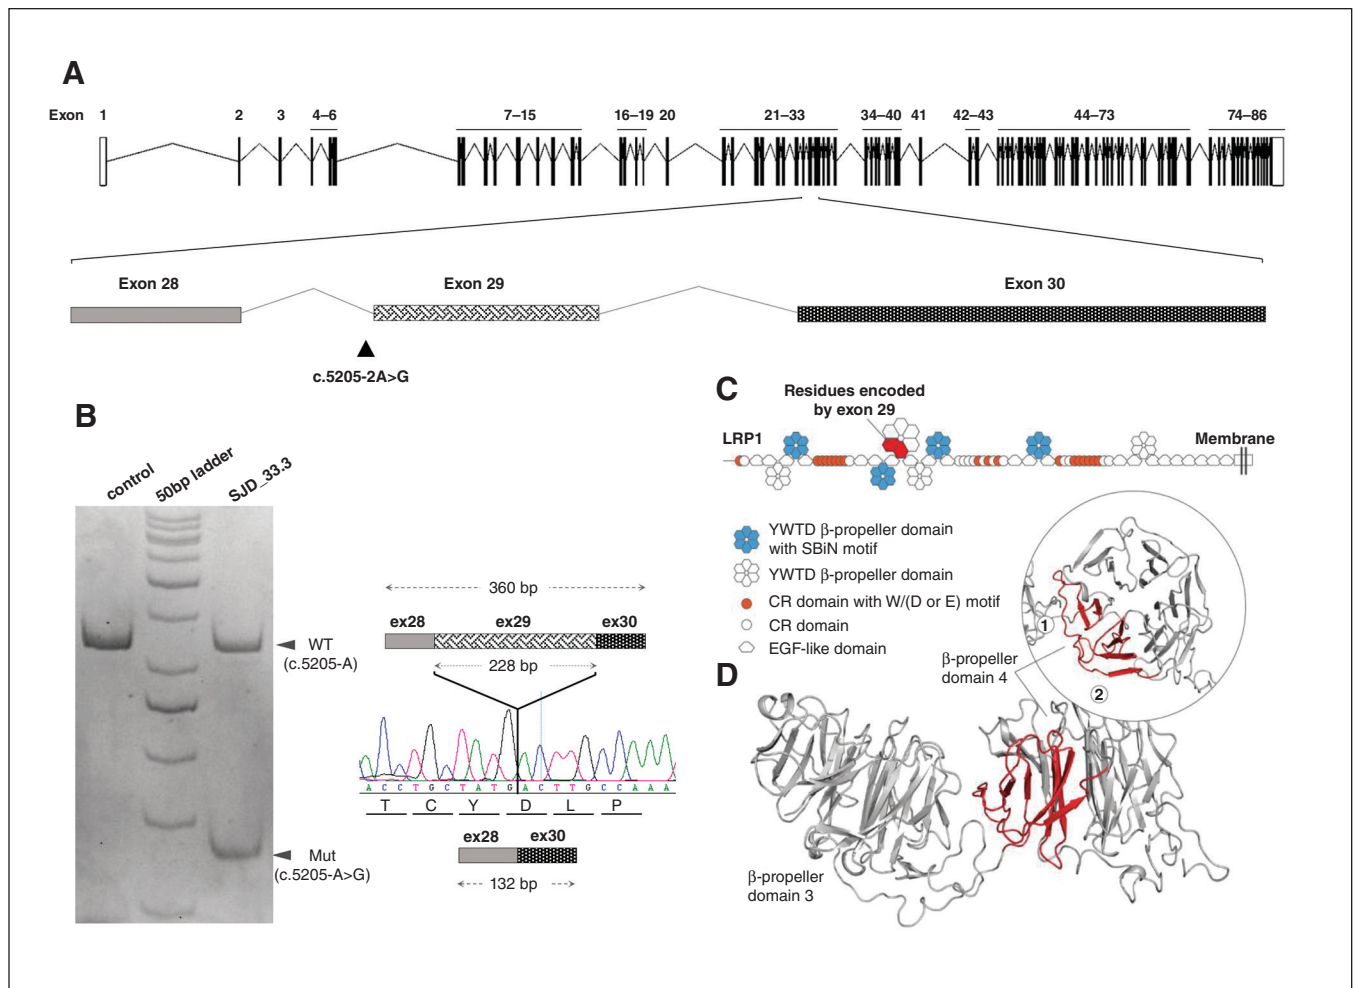 A
Exon 1 2 3 4–6 7–15 16–19 20 21–33 34–40 41 42–43 44–73 74–86
Exon 28 Exon 29 Exon 30
c.5205-2A>G
B
control
50bp ladder
SJD_33.3
WT
(c.5205-A)
Mut
(c.5205-A>G)
360 bp
ex28 ex29 ex30
228 bp
A C C T G C T A T G A C T T G C C A A A
T C Y D L P
ex28 ex30
132 bp
C
Residues encoded
by exon 29
LRP1 Membrane
YWTD β-propeller domain
with SBiN motif
YWTD β-propeller domain
CR domain with W/(D or E) motif
CR domain
EGF-like domain
D
1
2
β-propeller
domain 4
β-propeller
domain 3